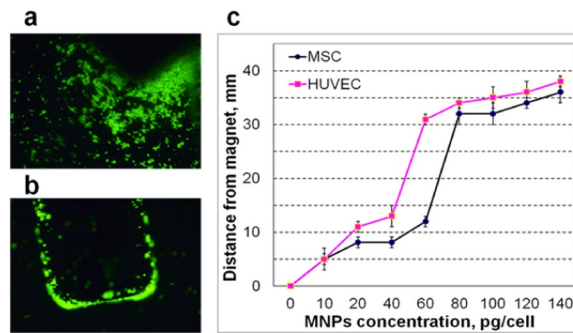 a
b
c
MSC
HUVEC
Distance from magnet, mm
40
30
20
10
0
0 10 20 40 60 80 100 120 140
MNPs concentration, pg/cell